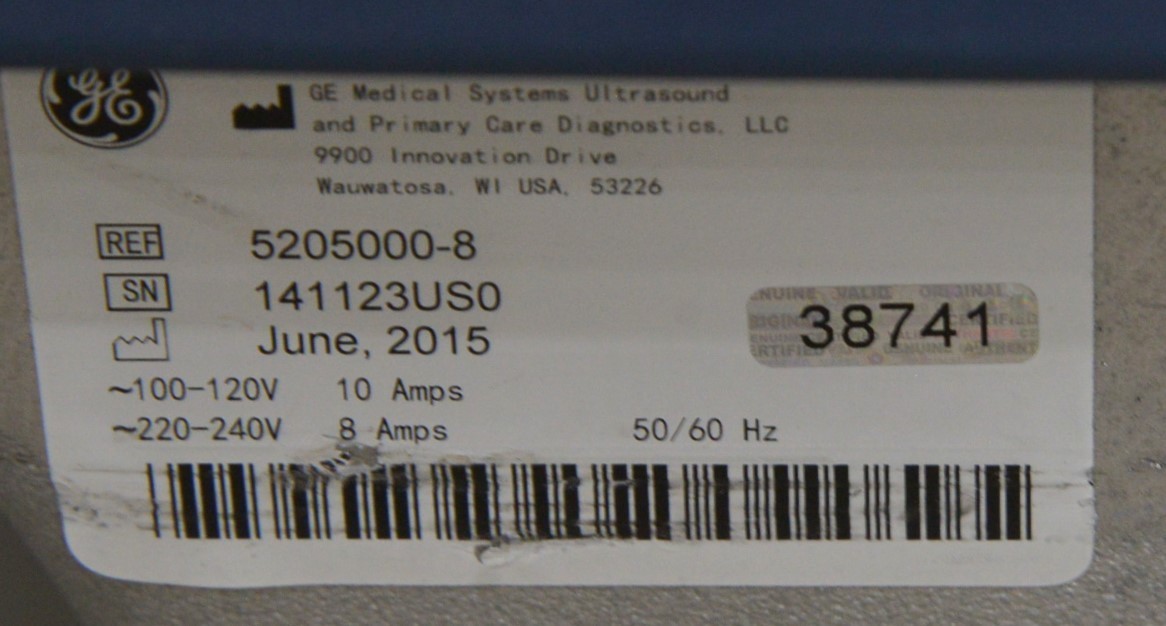 GE
GE Medical Systems Ultrasound
and Primary Care Diagnostics, LLC
9900 Innovation Drive
Wauwatosa, WI USA, 53226
REF 5205000-8
SN 141123US0
June, 2015
38741
~100-120V 10 Amps
~220-240V 8 Amps 50/60 Hz